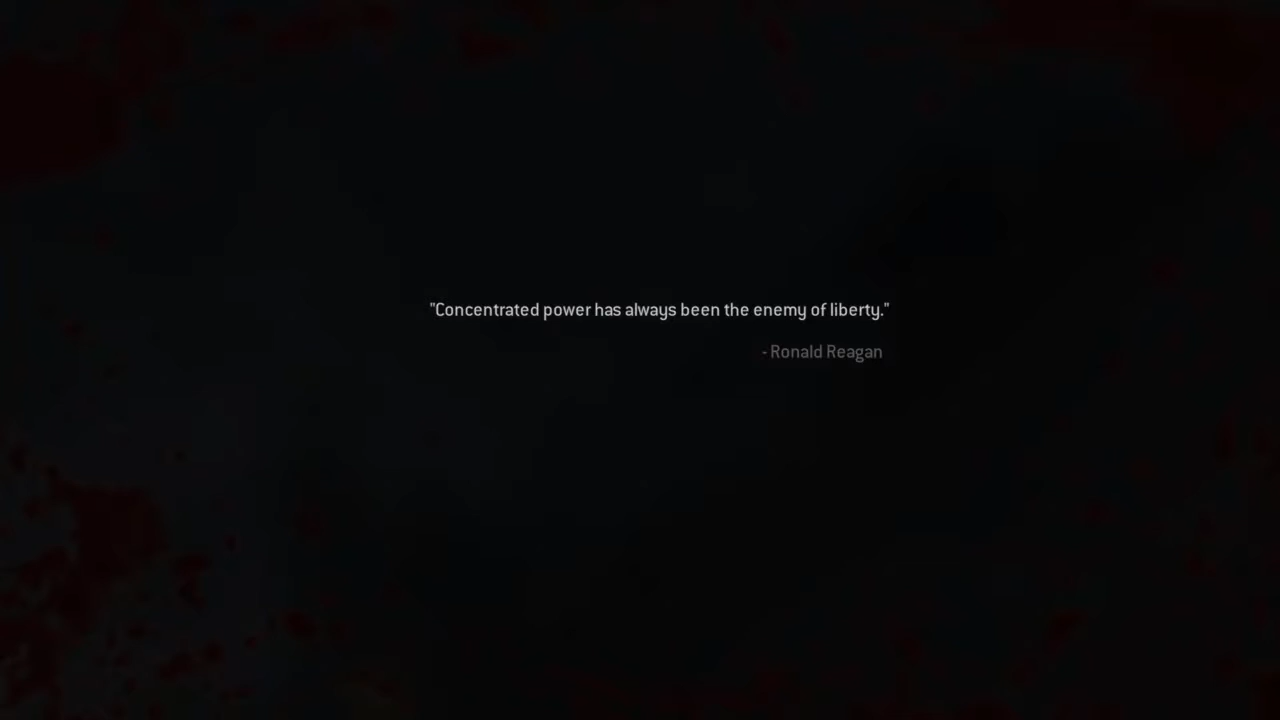 "Concentrated power has always been the enemy of liberty."
- Ronald Reagan